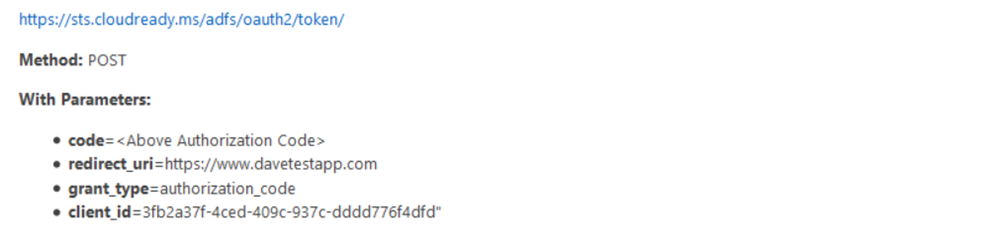 https://sts.cloudready.ms/adfs/oauth2/token/
Method: POST
With Parameters:
• code=<Above Authorization Code>
• redirect_uri=https://www.davetestapp.com
• grant_type=authorization_code
• client_id=3fb2a37f-4ced-409c-937c-dddd776f4dfd"